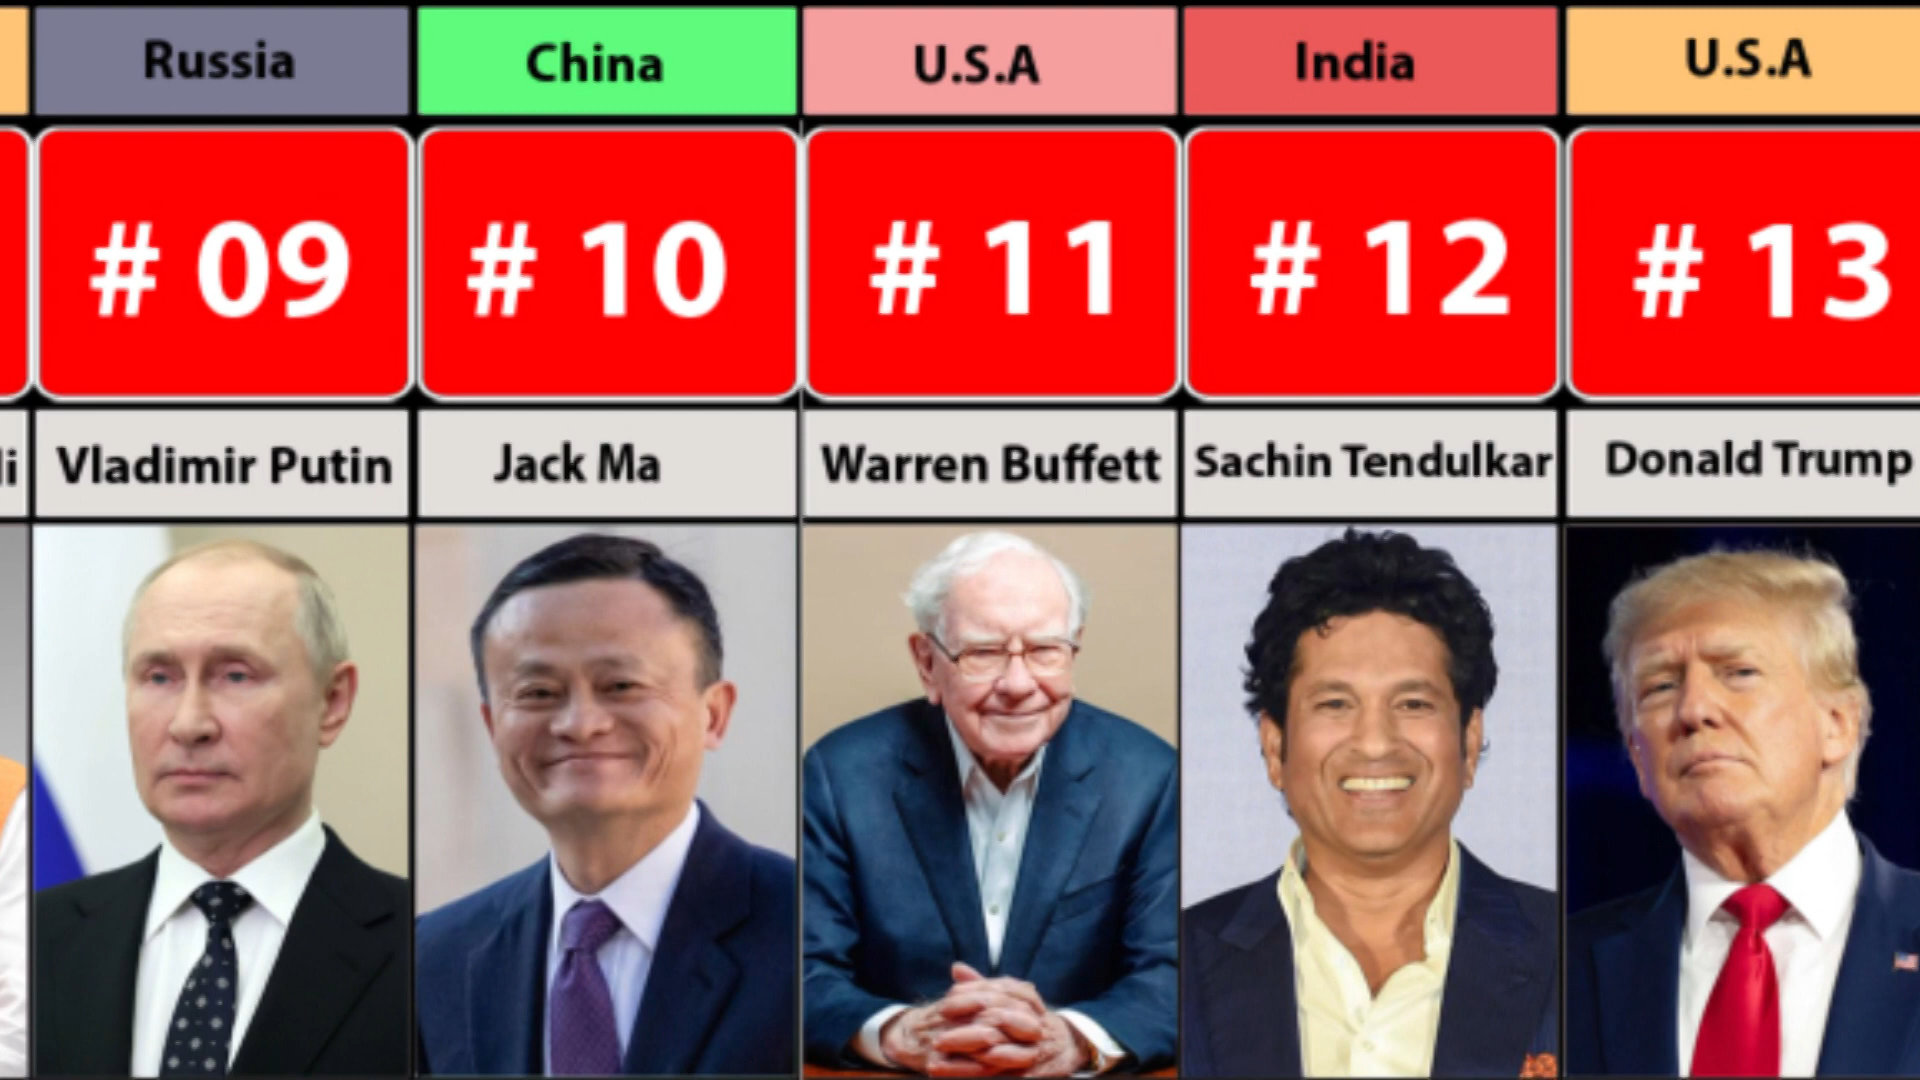 Russia
China
U.S.A
India
U.S.A
# 09
# 10
# 11
# 12
# 13
Vladimir Putin
Jack Ma
Warren Buffett
Sachin Tendulkar
Donald Trump